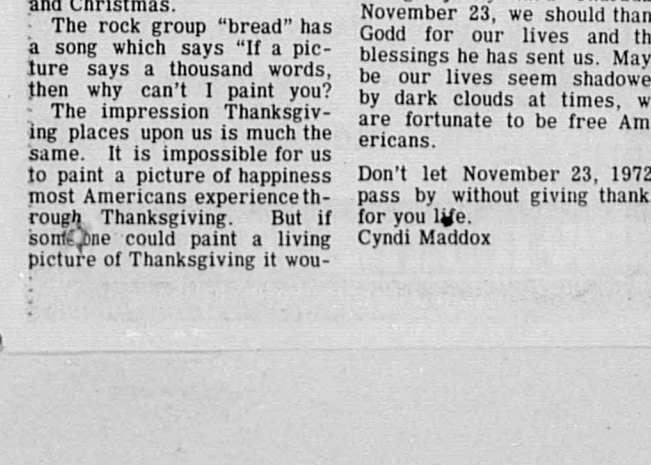 and Christmas.
The rock group "bread" has
a song which says "If a pic-
ture says a thousand words,
then why can't I paint you?
The impression Thanksgiv-
ing places upon us is much the
same. It is impossible for us
to paint a picture of happiness
most Americans experience th-
rough Thanksgiving. But if
someone could paint a living
picture of Thanksgiving it wou-
November 23, we should than
Godd for our lives and th
blessings he has sent us. May
be our lives seem shadowe
by dark clouds at times, w
are fortunate to be free Am
ericans.
Don't let November 23, 1972
pass by without giving thank
for you life.
Cyndi Maddox